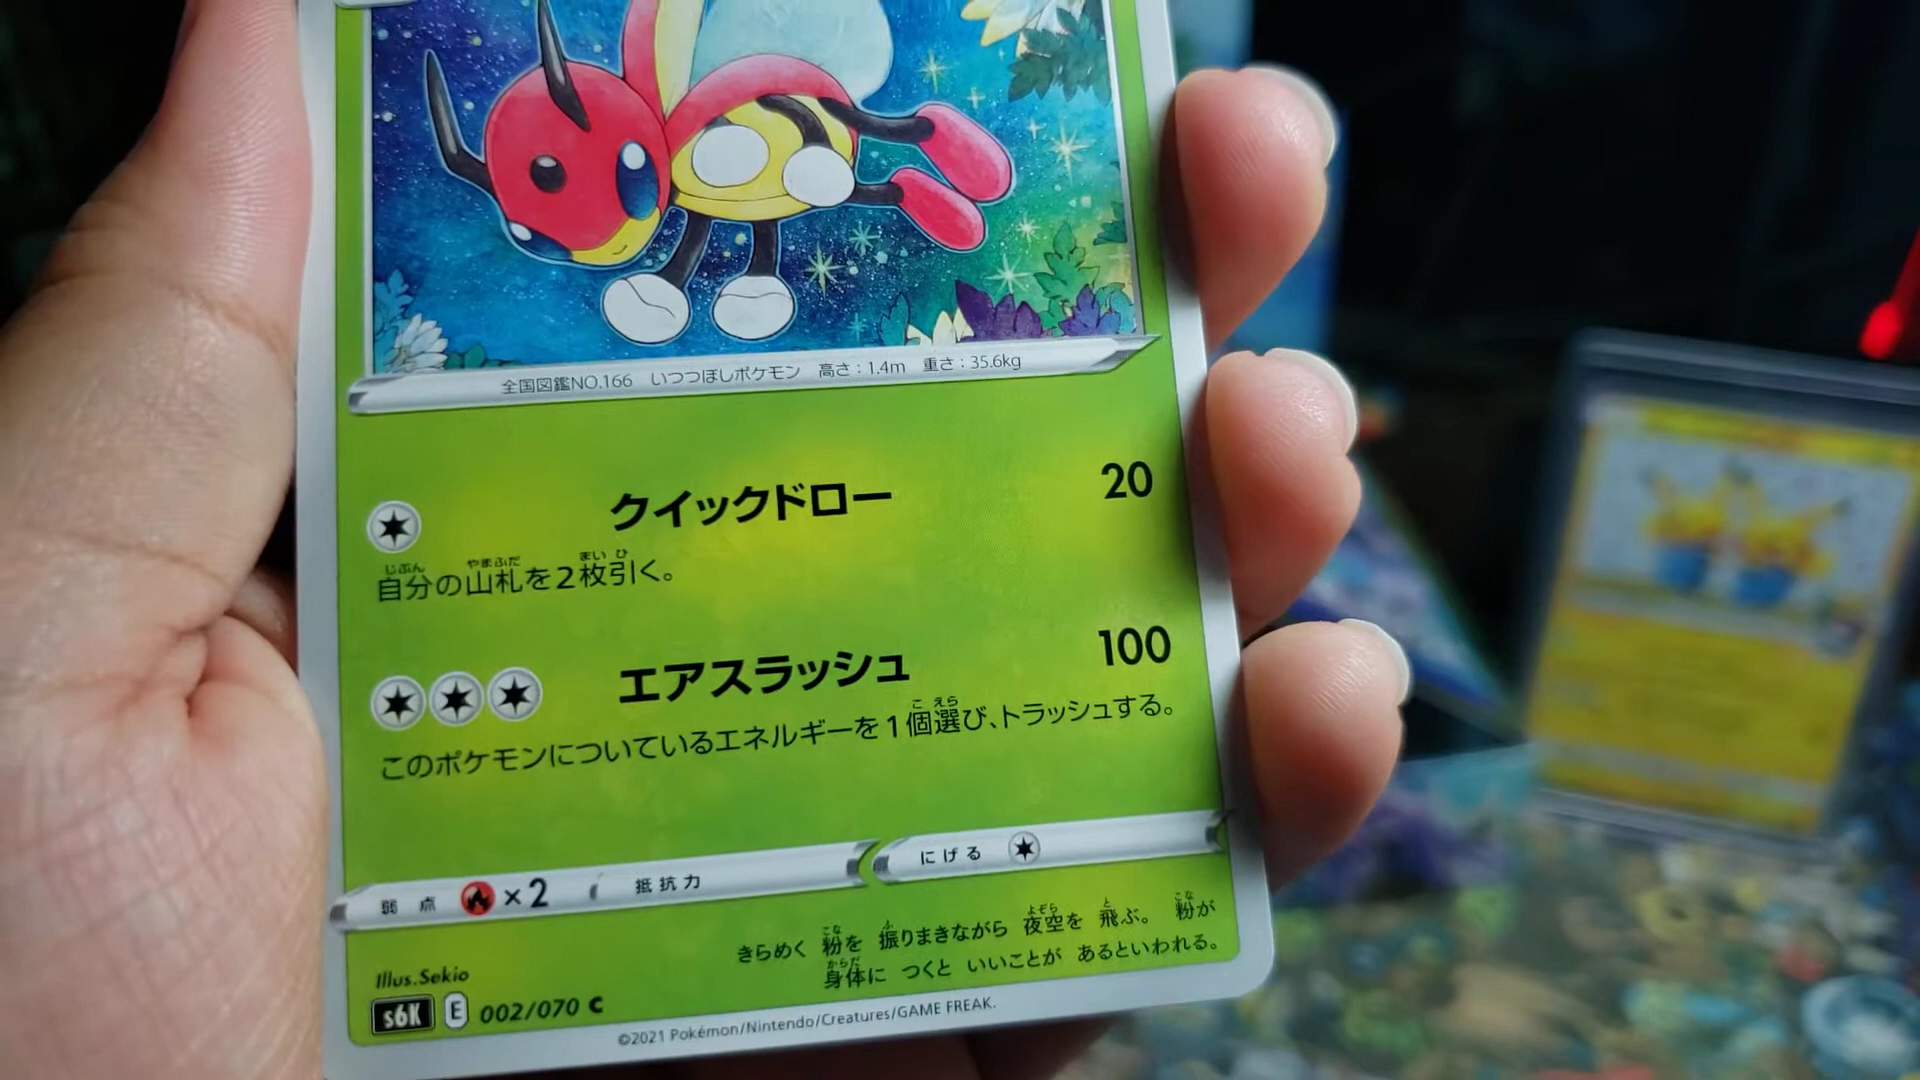 全国図鑑NO.166 いつつぼしポケモン 高さ:1.4m 重さ:35.6kg
クイックドロー 20
自分の山札を2枚引く。
エアスラッシュ 100
このポケモンについているエネルギーを1個選び、トラッシュする。
弱点 ×2 抵抗力 にげる
きらめく 粉を 振りまきながら 夜空を 飛ぶ。 粉が
身体に つくと いいことが あるといわれる。
Illus.Sekio
s6K E 002/070 C
©2021 Pokémon/Nintendo/Creatures/GAME FREAK.